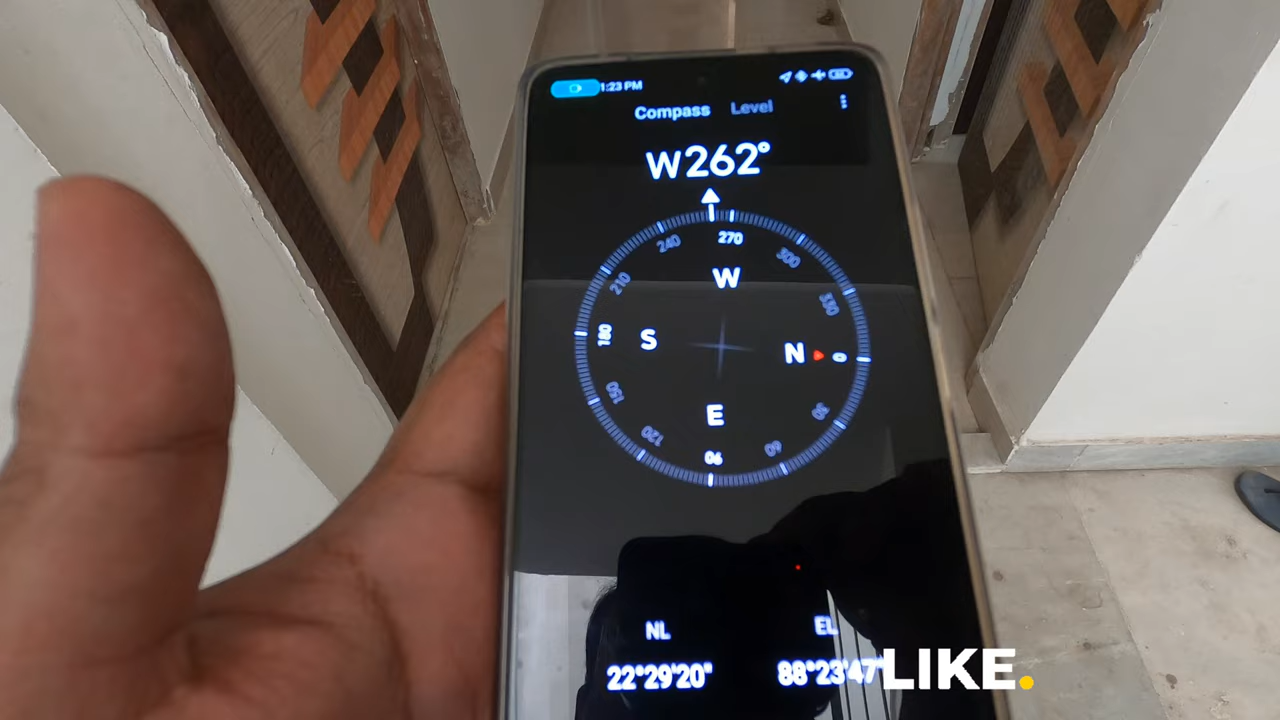 1:23 PM
Compass Level
W262°
240 270 300
210 W 330
180 S N 0
150 E 30
120 90 60
NL EL
22°29'20" 88°23'47"
LIKE.